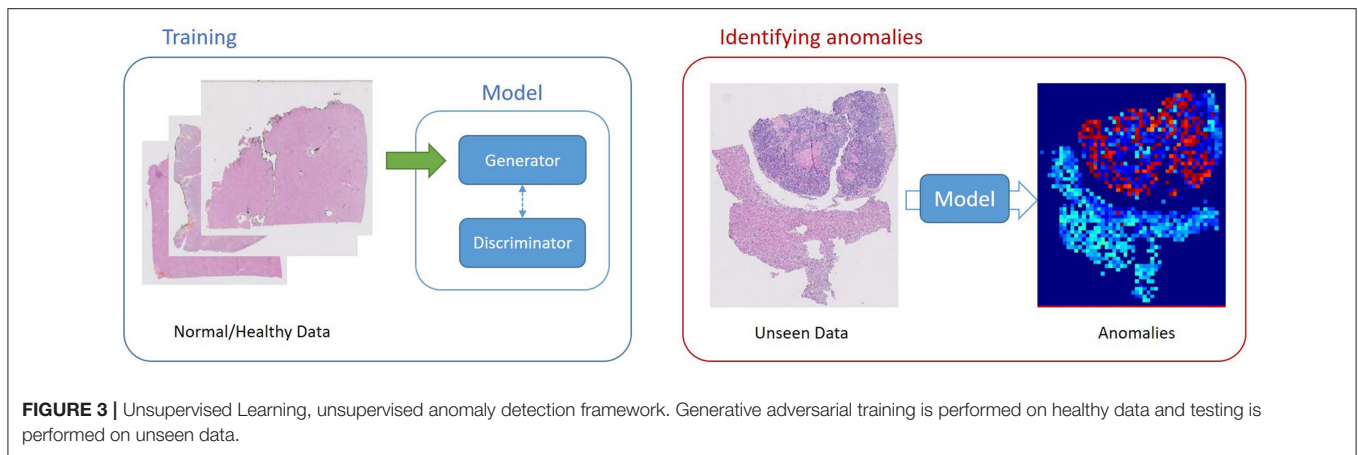 Training
Model
Generator
Discriminator
Normal/Healthy Data
Identifying anomalies
Model
Unseen Data
Anomalies
FIGURE 3 | Unsupervised Learning, unsupervised anomaly detection framework. Generative adversarial training is performed on healthy data and testing is
performed on unseen data.